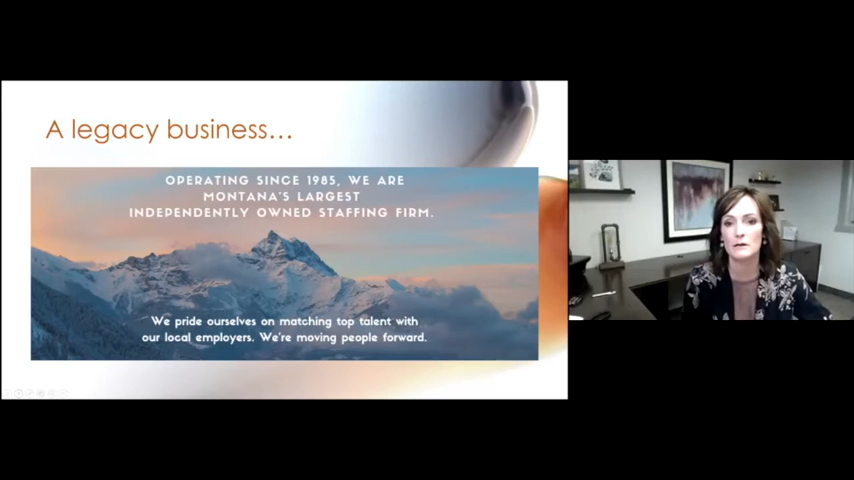 A legacy business...
OPERATING SINCE 1985, WE ARE
MONTANA'S LARGEST
INDEPENDENTLY OWNED STAFFING FIRM.
We pride ourselves on matching top talent with
our local employers. We're moving people forward.